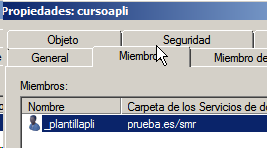 Propiedades: cursoapli
Objeto Seguridad
General Miembro Miembro de
Miembros:
Nombre Carpeta de los Servicios de d
_plantillapli prueba.es/smr